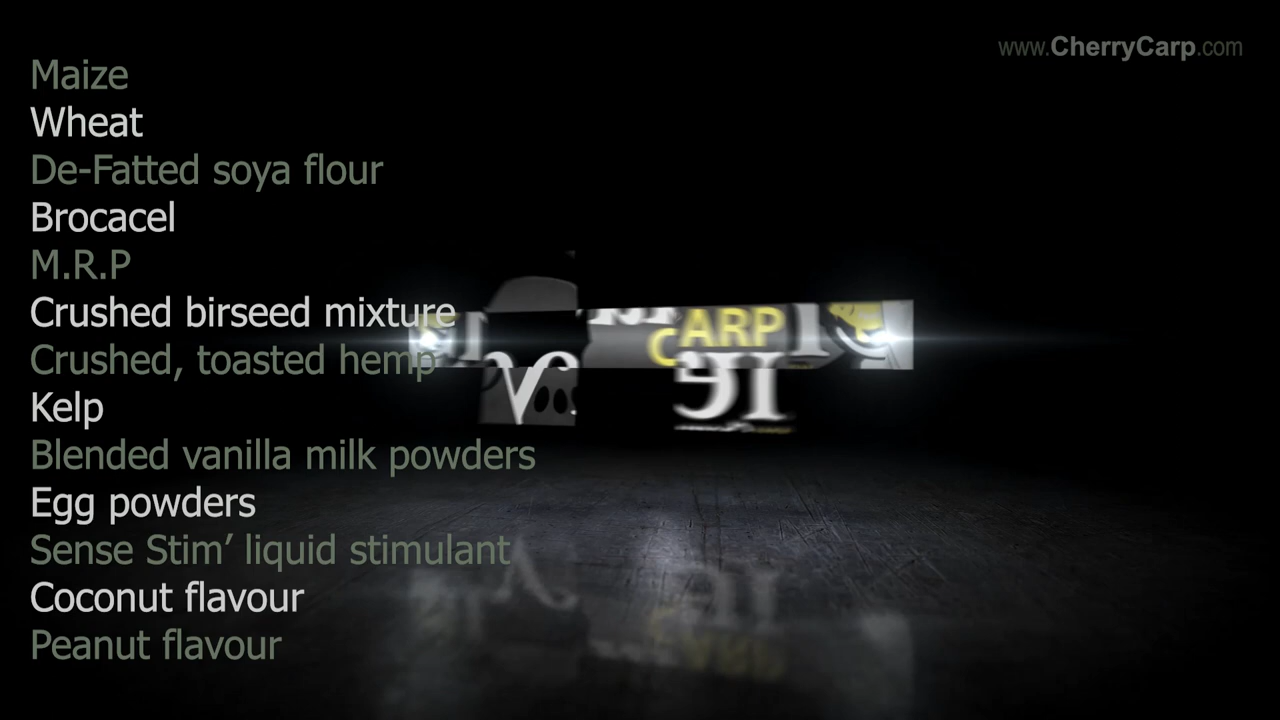 www.CherryCarp.com
Maize
Wheat
De-Fatted soya flour
Brocacel
M.R.P
Crushed birseed mixture
Crushed, toasted hemp
Kelp
Blended vanilla milk powders
Egg powders
Sense Stim’ liquid stimulant
Coconut flavour
Peanut flavour
CARP